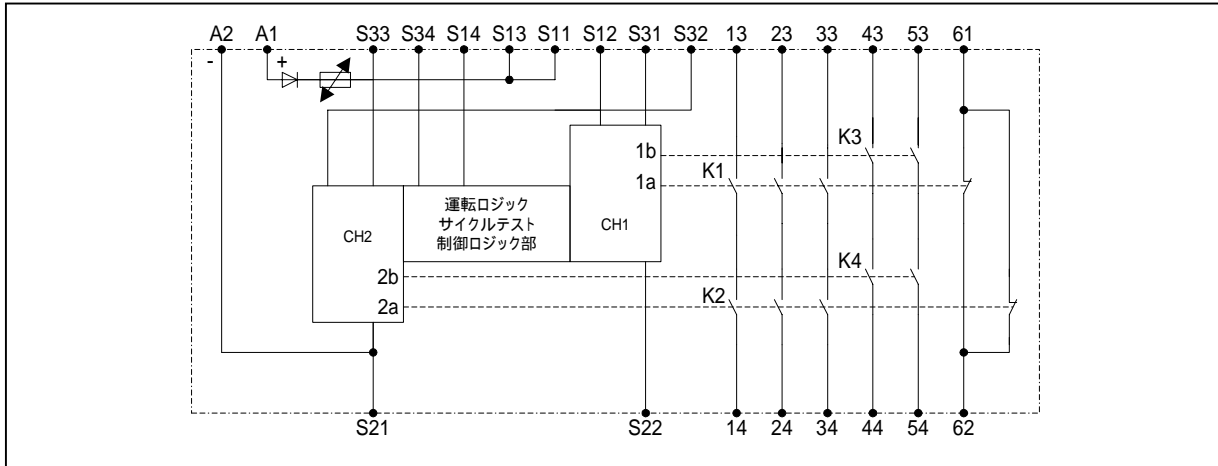 A2 A1 S33 S34 S14 S13 S11 S12 S31 S32 13 23 33 43 53 61
- +
1b K3
1a K1
運転ロジック
サイクルテスト
制御ロジック部
CH2
CH1
2b K4
2a K2
S21 S22 14 24 34 44 54 62